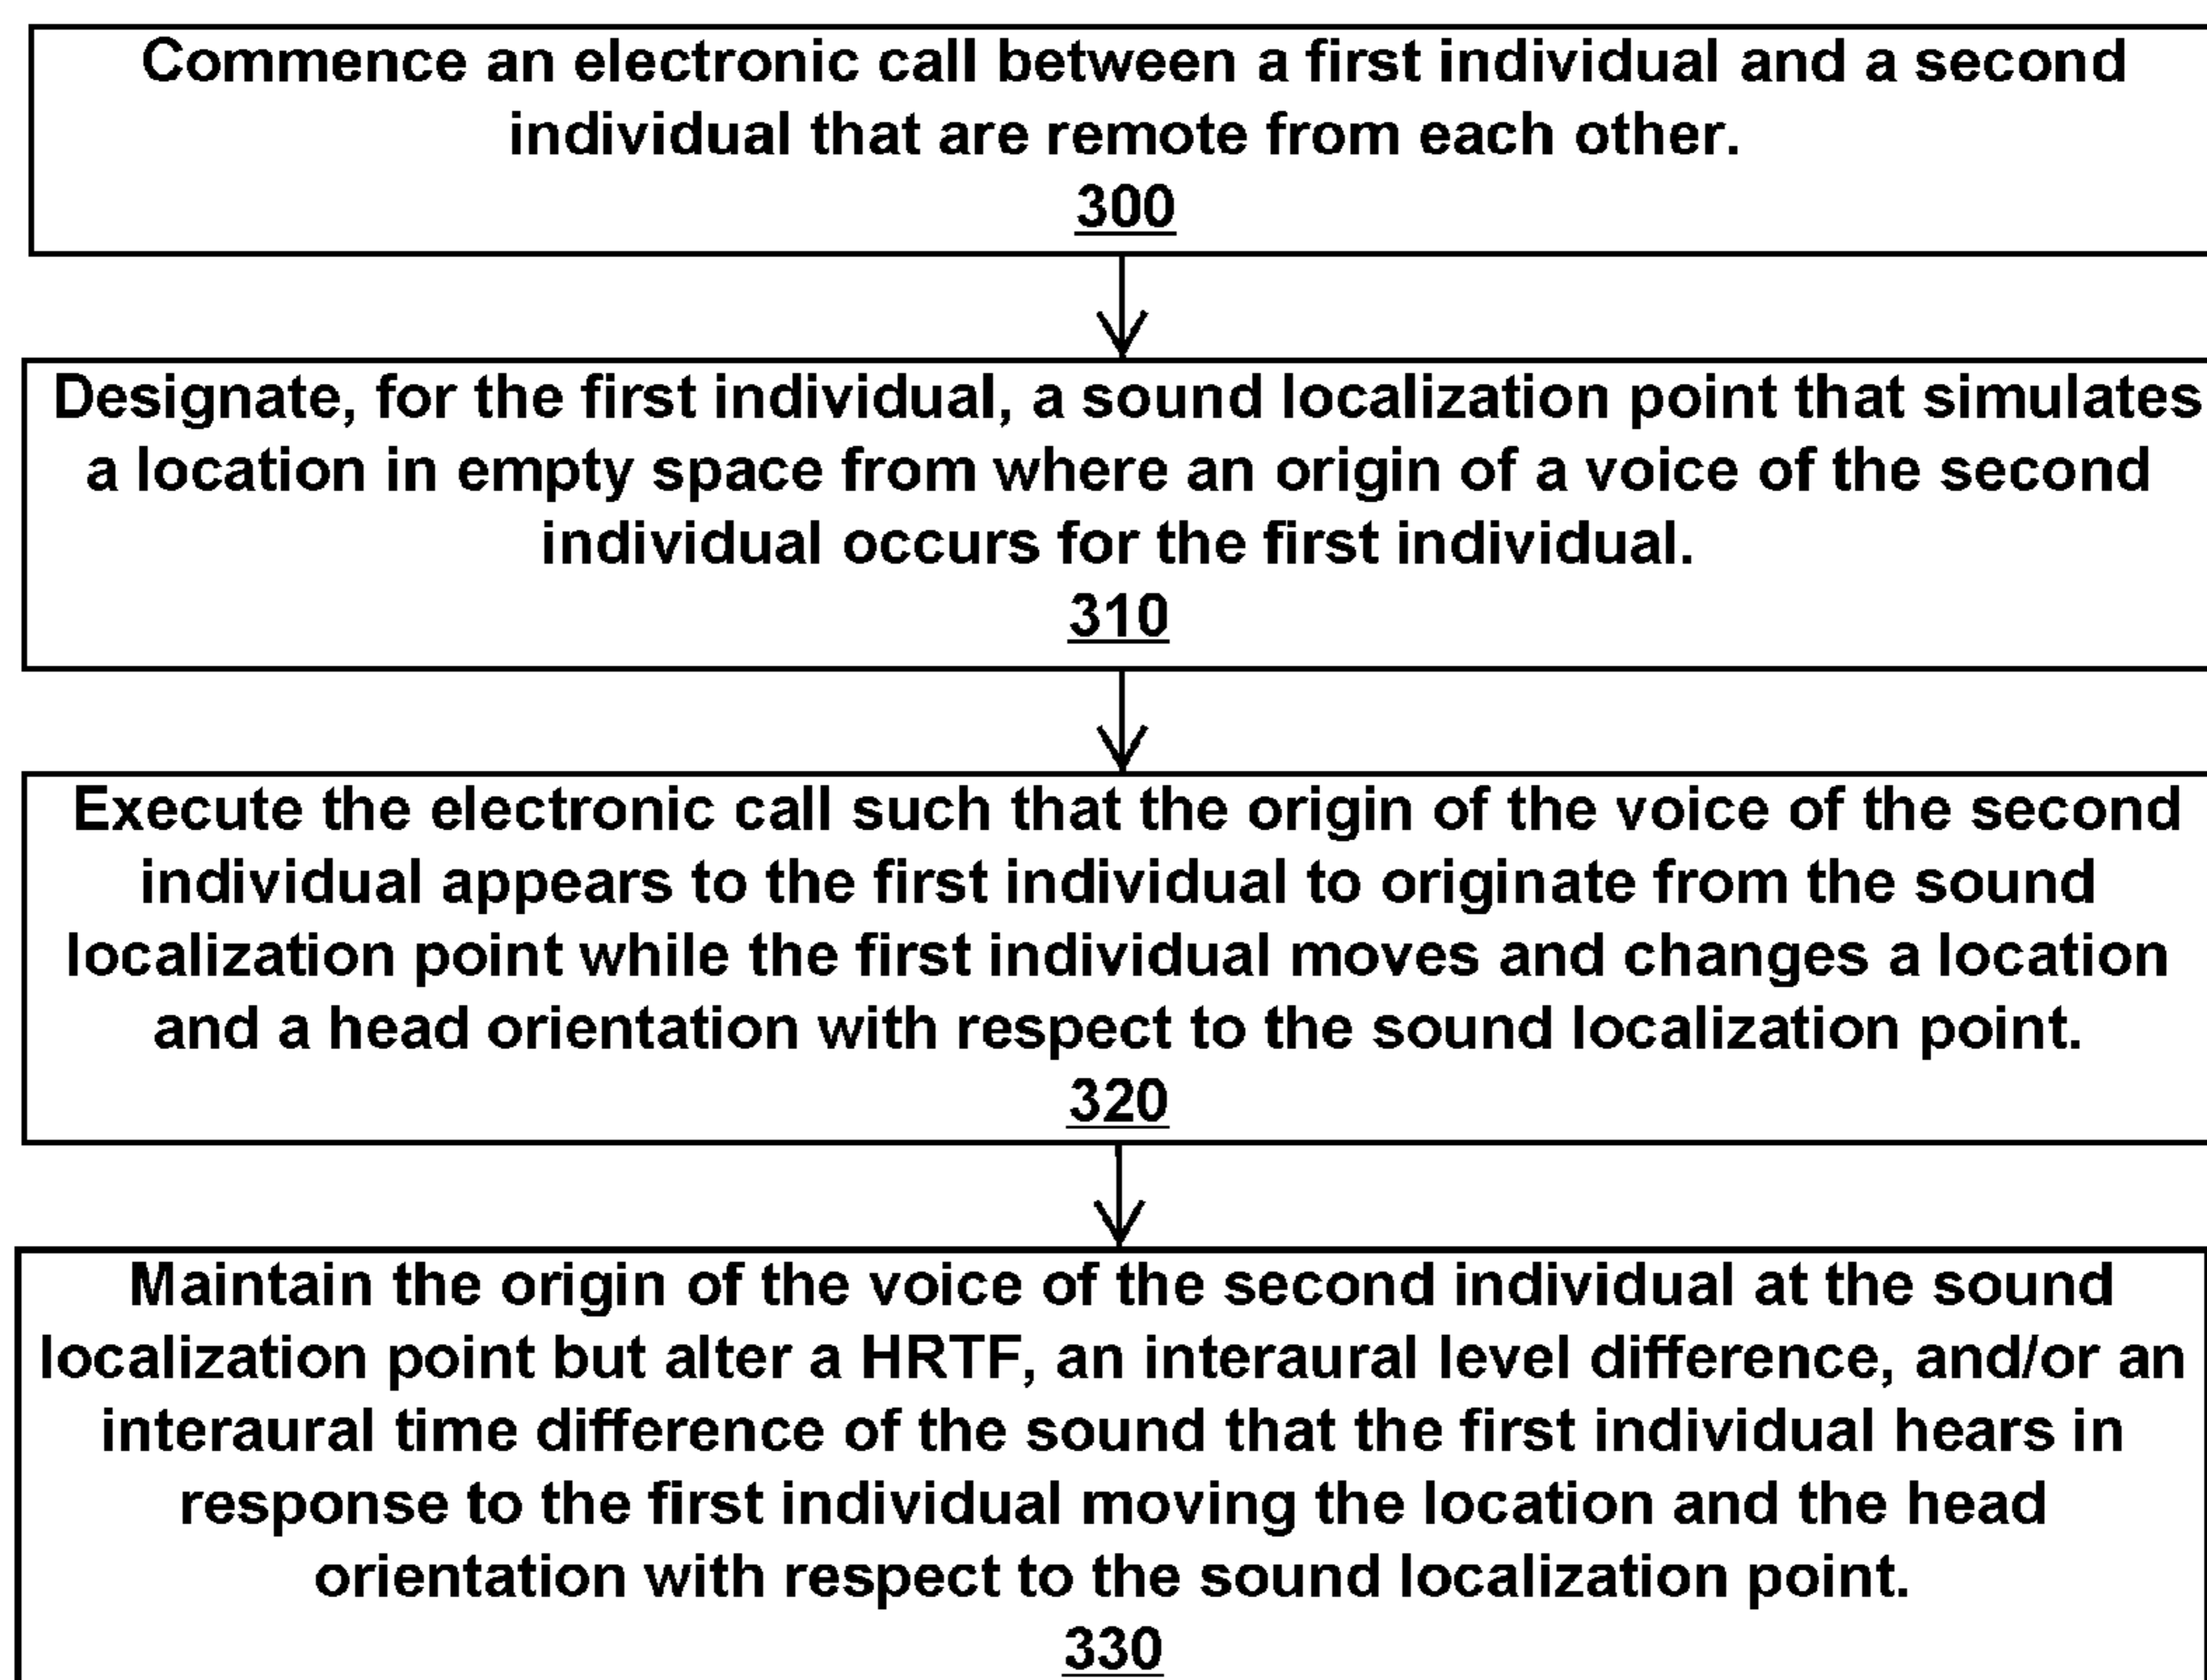 Commence an electronic call between a first individual and a second
individual that are remote from each other.
300
Designate, for the first individual, a sound localization point that simulates
a location in empty space from where an origin of a voice of the second
individual occurs for the first individual.
310
Execute the electronic call such that the origin of the voice of the second
individual appears to the first individual to originate from the sound
localization point while the first individual moves and changes a location
and a head orientation with respect to the sound localization point.
320
Maintain the origin of the voice of the second individual at the sound
localization point but alter a HRTF, an interaural level difference, and/or an
interaural time difference of the sound that the first individual hears in
response to the first individual moving the location and the head
orientation with respect to the sound localization point.
330